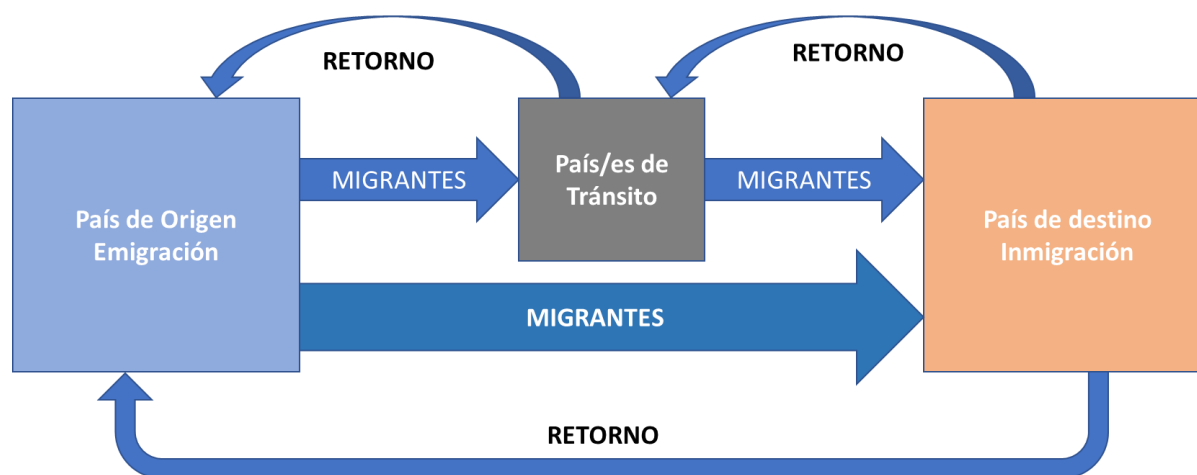 RETORNO
RETORNO
País de Origen
Emigración
MIGRANTES
País/es de
Tránsito
MIGRANTES
País de destino
Inmigración
MIGRANTES
RETORNO